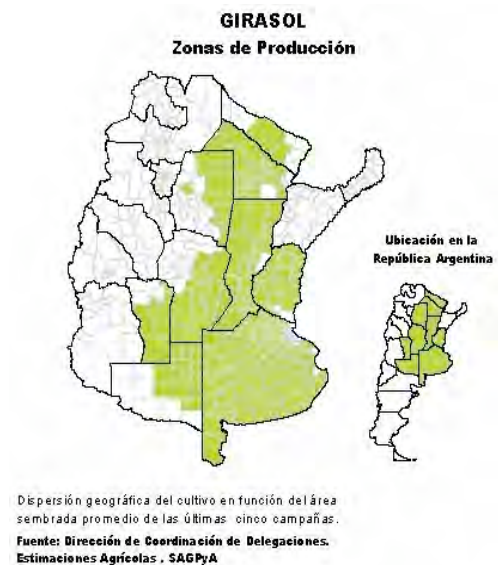 GIRASOL
Zonas de Producción
Ubicación en la
República Argentina
Dispersión geográfica del cultivo en función del área
sembrada promedio de las últimas cinco campañas.
Fuente: Dirección de Coordinación de Delegaciones.
Estimaciones Agrícolas . SAGPyA